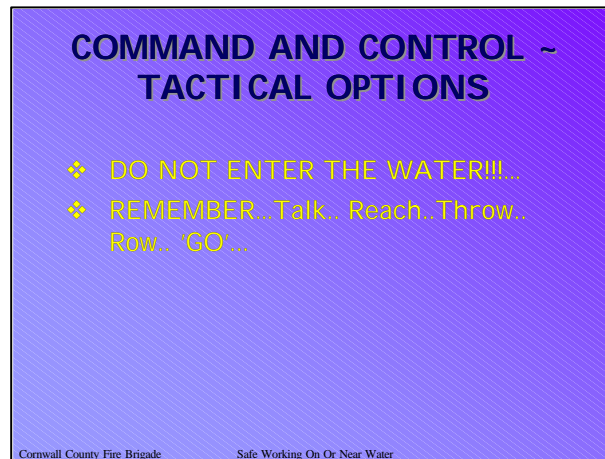 COMMAND AND CONTROL ~
TACTICAL OPTIONS
❖ DO NOT ENTER THE WATER!!!...
❖ REMEMBER...Talk.. Reach..Throw..
Row.. 'GO'...
Cornwall County Fire Brigade Safe Working On Or Near Water